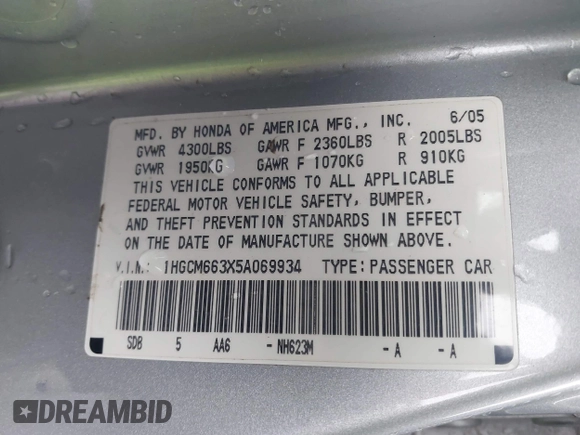 MFD. BY HONDA OF AMERICA MFG., INC. 6/05
GVWR 4300LBS GAWR F 2360LBS R 2005LBS
GVWR 1950KG GAWR F 1070KG R 910KG
THIS VEHICLE CONFORMS TO ALL APPLICABLE
FEDERAL MOTOR VEHICLE SAFETY, BUMPER,
AND THEFT PREVENTION STANDARDS IN EFFECT
ON THE DATE OF MANUFACTURE SHOWN ABOVE.
V.I.N.: 1HGCM663X5A069934 TYPE:PASSENGER CAR
SDB 5 AA6 -NH623M -A -A
DREAMBID